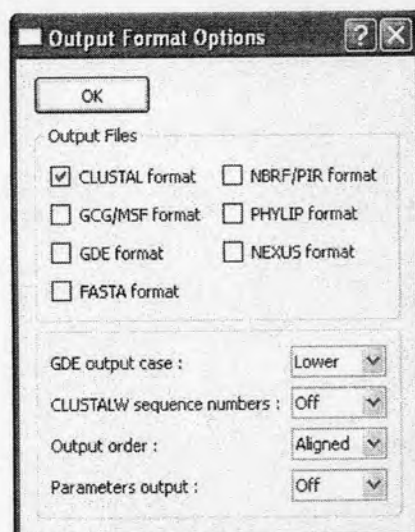 Output Format Options
OK
Output Files
CLUSTAL format NBRF/PIR format
GCG/MSF format PHYLIP format
GDE format NEXUS format
FASTA format
GDE output case : Lower
CLUSTALW sequence numbers : Off
Output order : Aligned
Parameters output : Off